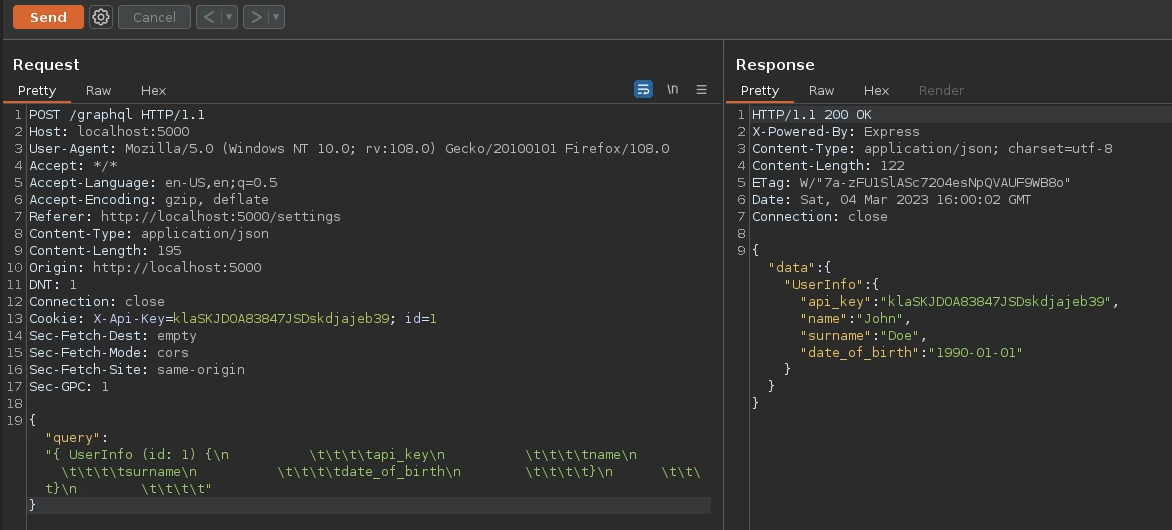 Send Cancel < > 
Request
Pretty Raw Hex \n
1 POST /graphql HTTP/1.1
2 Host: localhost:5000
3 User-Agent: Mozilla/5.0 (Windows NT 10.0; rv:108.0) Gecko/20100101 Firefox/108.0
4 Accept: */*
5 Accept-Language: en-US,en;q=0.5
6 Accept-Encoding: gzip, deflate
7 Referer: http://localhost:5000/settings
8 Content-Type: application/json
9 Content-Length: 195
10 Origin: http://localhost:5000
11 DNT: 1
12 Connection: close
13 Cookie: X-Api-Key=klaSKJDOA83847JSDskdjajeb39; id=1
14 Sec-Fetch-Dest: empty
15 Sec-Fetch-Mode: cors
16 Sec-Fetch-Site: same-origin
17 Sec-GPC: 1
18
19 {
"query":
"{ UserInfo (id: 1) {\n \t\t\t\tapi_key\n \t\t\t\tname\n
\t\t\t\tsurname\n \t\t\t\tdate_of_birth\n \t\t\t\t}\n \t\t\
t}\n \t\t\t\t"
}
Response
Pretty Raw Hex Render
1 HTTP/1.1 200 OK
2 X-Powered-By: Express
3 Content-Type: application/json; charset=utf-8
4 Content-Length: 122
5 ETag: W/"7a-zFU1SlASc72O4esNpQVAUF9WB8o"
6 Date: Sat, 04 Mar 2023 16:00:02 GMT
7 Connection: close
8
9 {
"data":{
"UserInfo":{
"api_key":"klaSKJDOA83847JSDskdjajeb39",
"name":"John",
"surname":"Doe",
"date_of_birth":"1990-01-01"
}
}
}